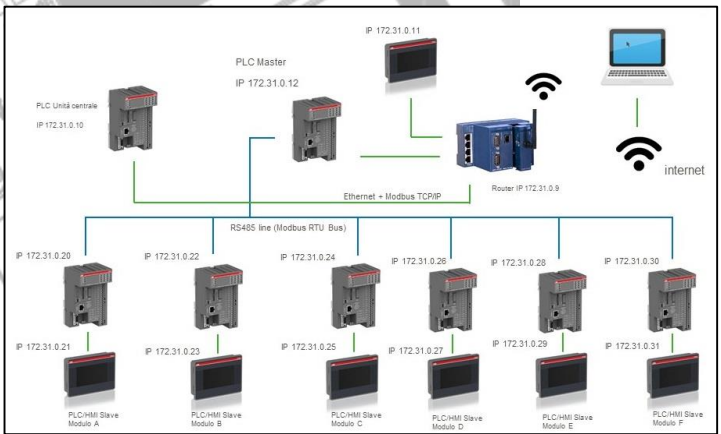 IP 172.31.0.11
PLC Master
IP 172.31.0.12
PLC Unità centrale
IP 172.31.0.10
internet
Router IP 172.31.0.9
Ethernet + Modbus TCP/IP
RS485 line (Modbus RTU Bus)
IP 172.31.0.20
IP 172.31.0.22
IP 172.31.0.24
IP 172.31.0.26
IP 172.31.0.28
IP 172.31.0.30
IP 172.31.0.21
IP 172.31.0.23
IP 172.31.0.25
IP 172.31.0.27
IP 172.31.0.29
IP 172.31.0.31
PLC/HMI Slave
Modulo A
PLC/HMI Slave
Modulo B
PLC/HMI Slave
Modulo C
PLC/HMI Slave
Modulo D
PLC/HMI Slave
Modulo E
PLC/HMI Slave
Modulo F